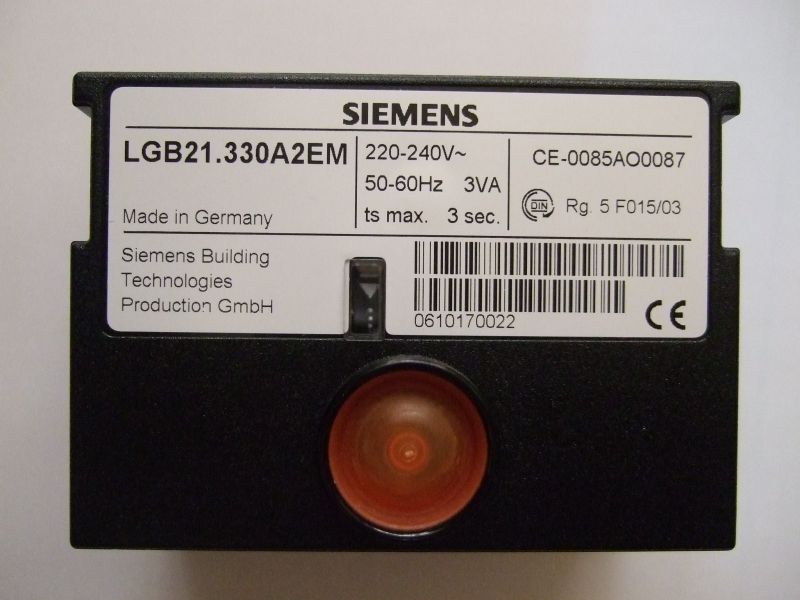 SIEMENS
LGB21.330A2EM
220-240V~
50-60Hz 3VA
ts max. 3 sec.
CE-0085AO0087
DIN Rg. 5 F015/03
Made in Germany
Siemens Building
Technologies
Production GmbH
0610170022
CE